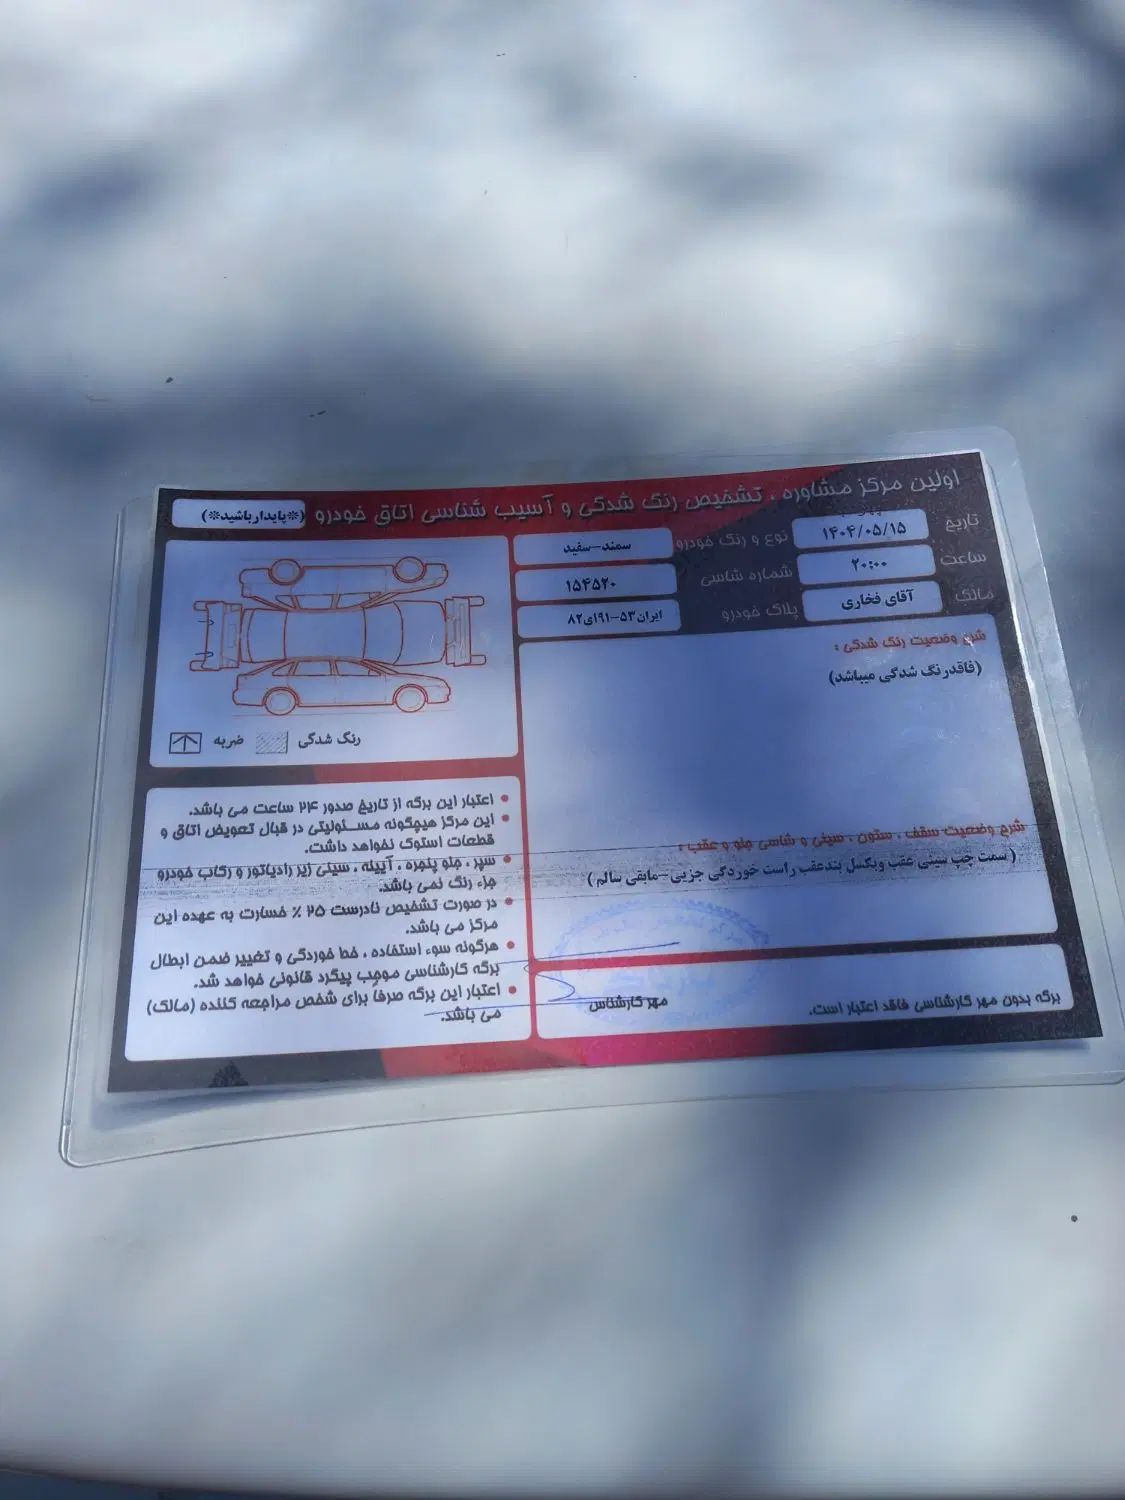 اولین مرکز مشاوره ، تشخیص رنگ شدگی و آسیب شناسی اتاق خودرو (*پایدارباشید*)
تاریخ ۱۴۰۴/۰۵/۱۵ نوع و رنگ خودرو سمند-سفید
ساعت ۲۰:۰۰ شماره شاسی ۱۵۴۵۲۰
مالک آقای فخاری پلاک خودرو ایران۵۳-۹۱ی۸۲
شرح وضعیت رنگ شدگی :
(فاقدرنگ شدگی میباشد)
شرح وضعیت سقف ، ستون ، سینی و شاسی جلو و عقب :
( سمت چپ سینی عقب وبکسل بندعقب راست خوردگی جزیی-مابقی سالم )
برگه بدون مهر کارشناسی فاقد اعتبار است.
مهر کارشناس
رنگ شدگی ضربه
اعتبار این برگه از تاریخ صدور ۲۴ ساعت می باشد.
این مرکز هیچگونه مسئولیتی در قبال تعویض اتاق و
قطعات استوک نخواهد داشت.
سپر ، جلو پنجره ، آیینه ، سینی زیر رادیاتور و رکاب خودرو
جزء رنگ نمی باشد.
در صورت تشخیص نادرست ۲۵ ٪ خسارت به عهده این
مرکز می باشد.
هرگونه سوء استفاده ، خط خوردگی و تغییر ضمن ابطال
برگه کارشناسی موجب پیگرد قانونی خواهد شد.
اعتبار این برگه صرفاً برای شخص مراجعه کننده (مالک)
می باشد.